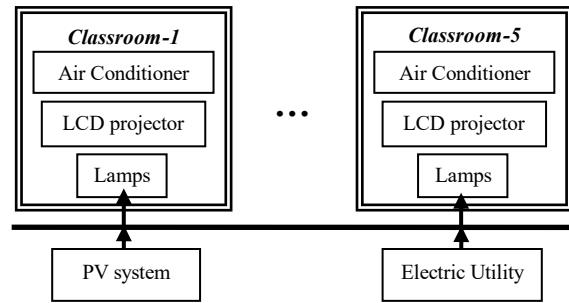 Classroom-1
Air Conditioner
LCD projector
Lamps
...
Classroom-5
Air Conditioner
LCD projector
Lamps
PV system
Electric Utility